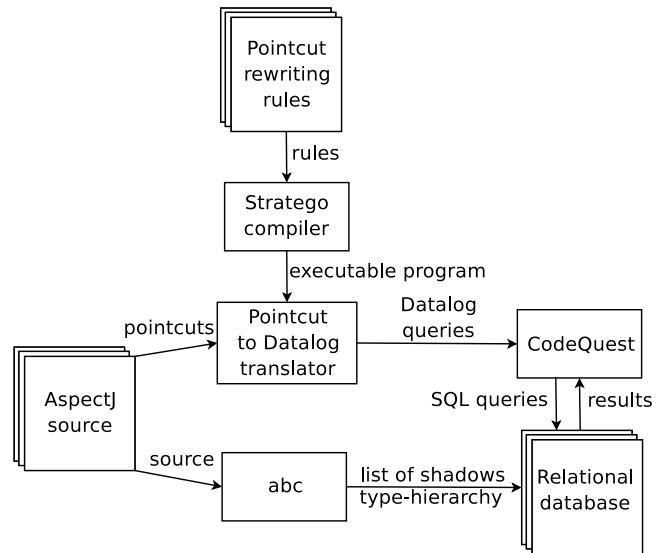 Pointcut
rewriting
rules
rules
Stratego
compiler
executable program
pointcuts
Pointcut
to Datalog
translator
Datalog
queries
CodeQuest
AspectJ
source
SQL queries
results
source
abc
list of shadows
type-hierarchy
Relational
database